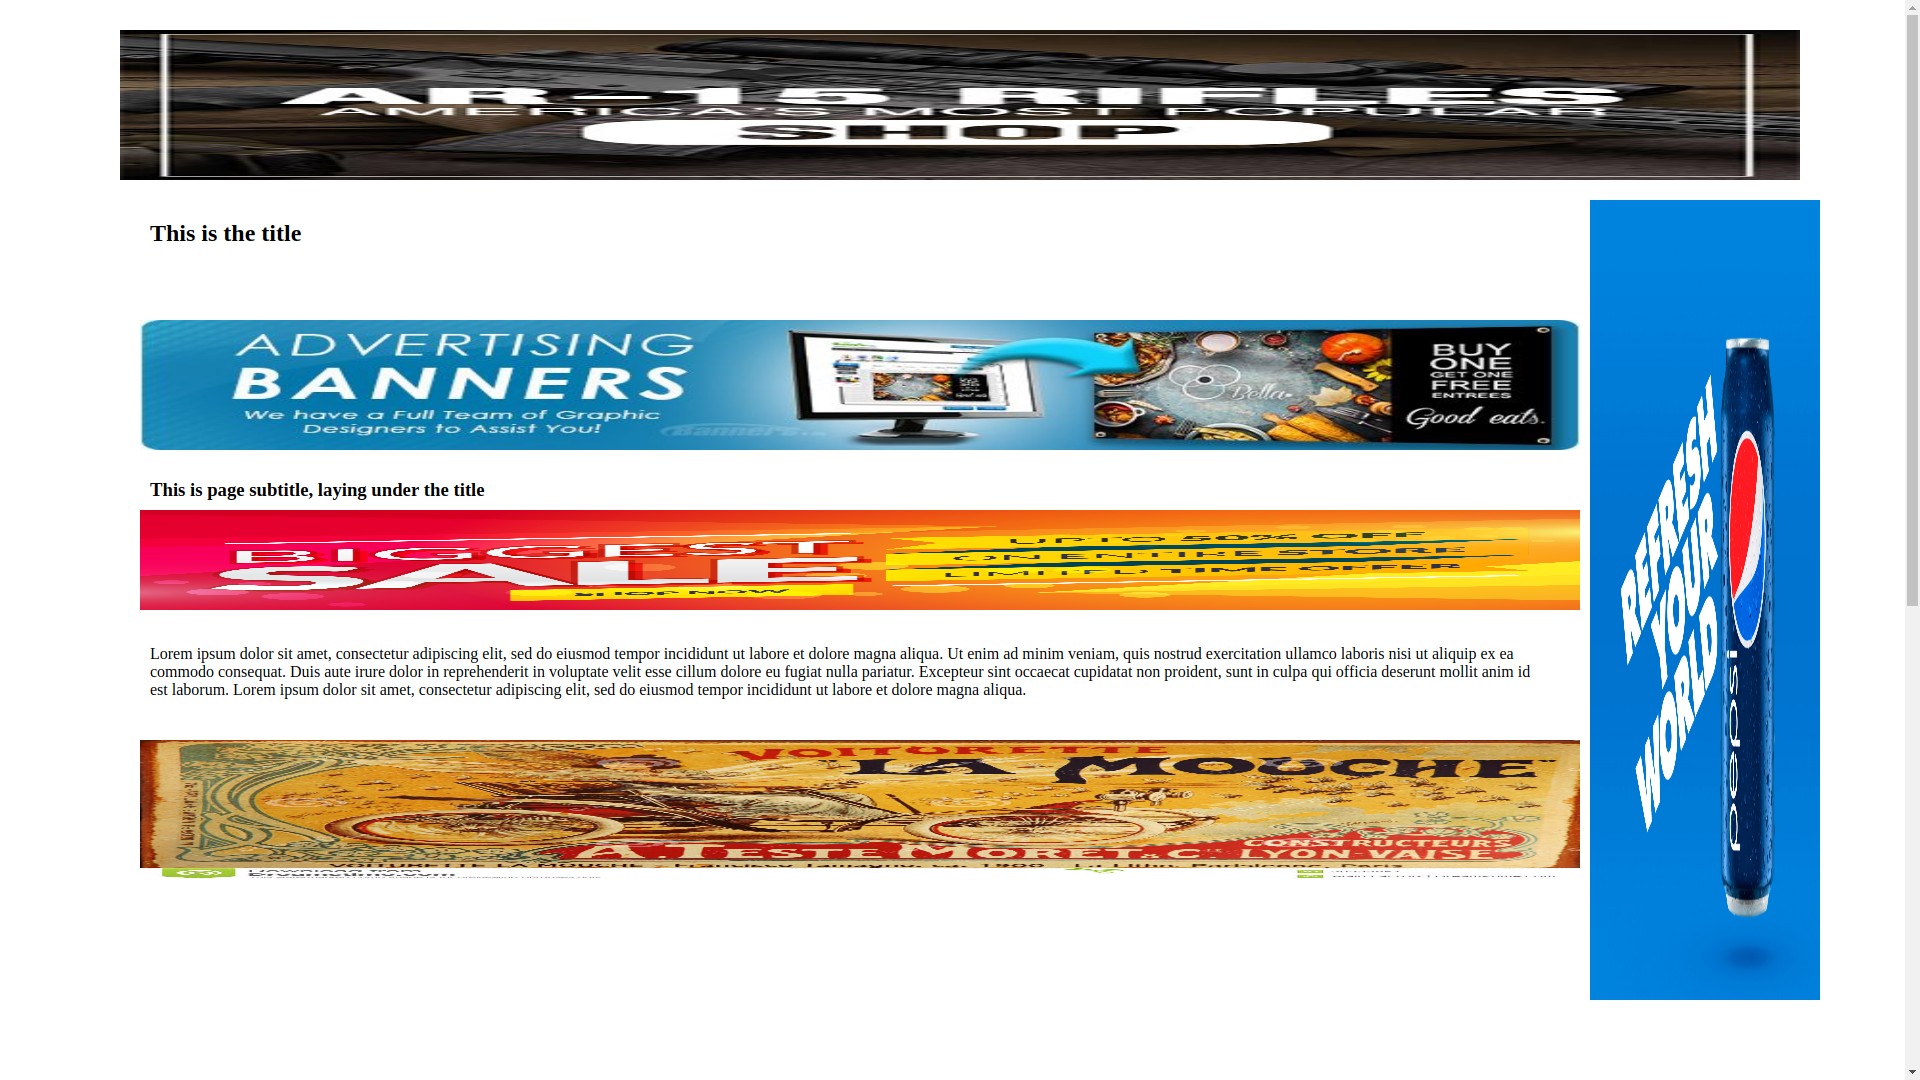 AR-15 RIFLES
AMERICA'S MOST POPULAR
SHOP
This is the title
ADVERTISING
BANNERS
We have a Full Team of Graphic
Designers to Assist You!
Bella
BUY
ONE
GET ONE
FREE
ENTREES
Good eats.
This is page subtitle, laying under the title
BIGGEST
SALE
SHOP NOW
UP TO 50% OFF
ON ENTIRE STORE
LIMITED TIME OFFER
Lorem ipsum dolor sit amet, consectetur adipiscing elit, sed do eiusmod tempor incididunt ut labore et dolore magna aliqua. Ut enim ad minim veniam, quis nostrud exercitation ullamco laboris nisi ut aliquip ex ea
commodo consequat. Duis aute irure dolor in reprehenderit in voluptate velit esse cillum dolore eu fugiat nulla pariatur. Excepteur sint occaecat cupidatat non proident, sunt in culpa qui officia deserunt mollit anim id
est laborum. Lorem ipsum dolor sit amet, consectetur adipiscing elit, sed do eiusmod tempor incididunt ut labore et dolore magna aliqua.
VOITURETTE
"LA MOUCHE"
CONSTRUCTEURS
A. TESTE MORET & C. LYON-VAISE
REFRESH
YOUR
WORLD
pepsi